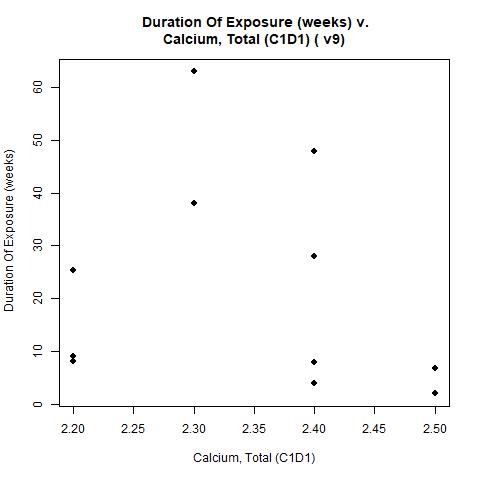 Duration Of Exposure (weeks) v.
Calcium, Total (C1D1) ( v9)
Duration Of Exposure (weeks)
60
50
40
30
20
10
0
2.20 2.25 2.30 2.35 2.40 2.45 2.50
Calcium, Total (C1D1)